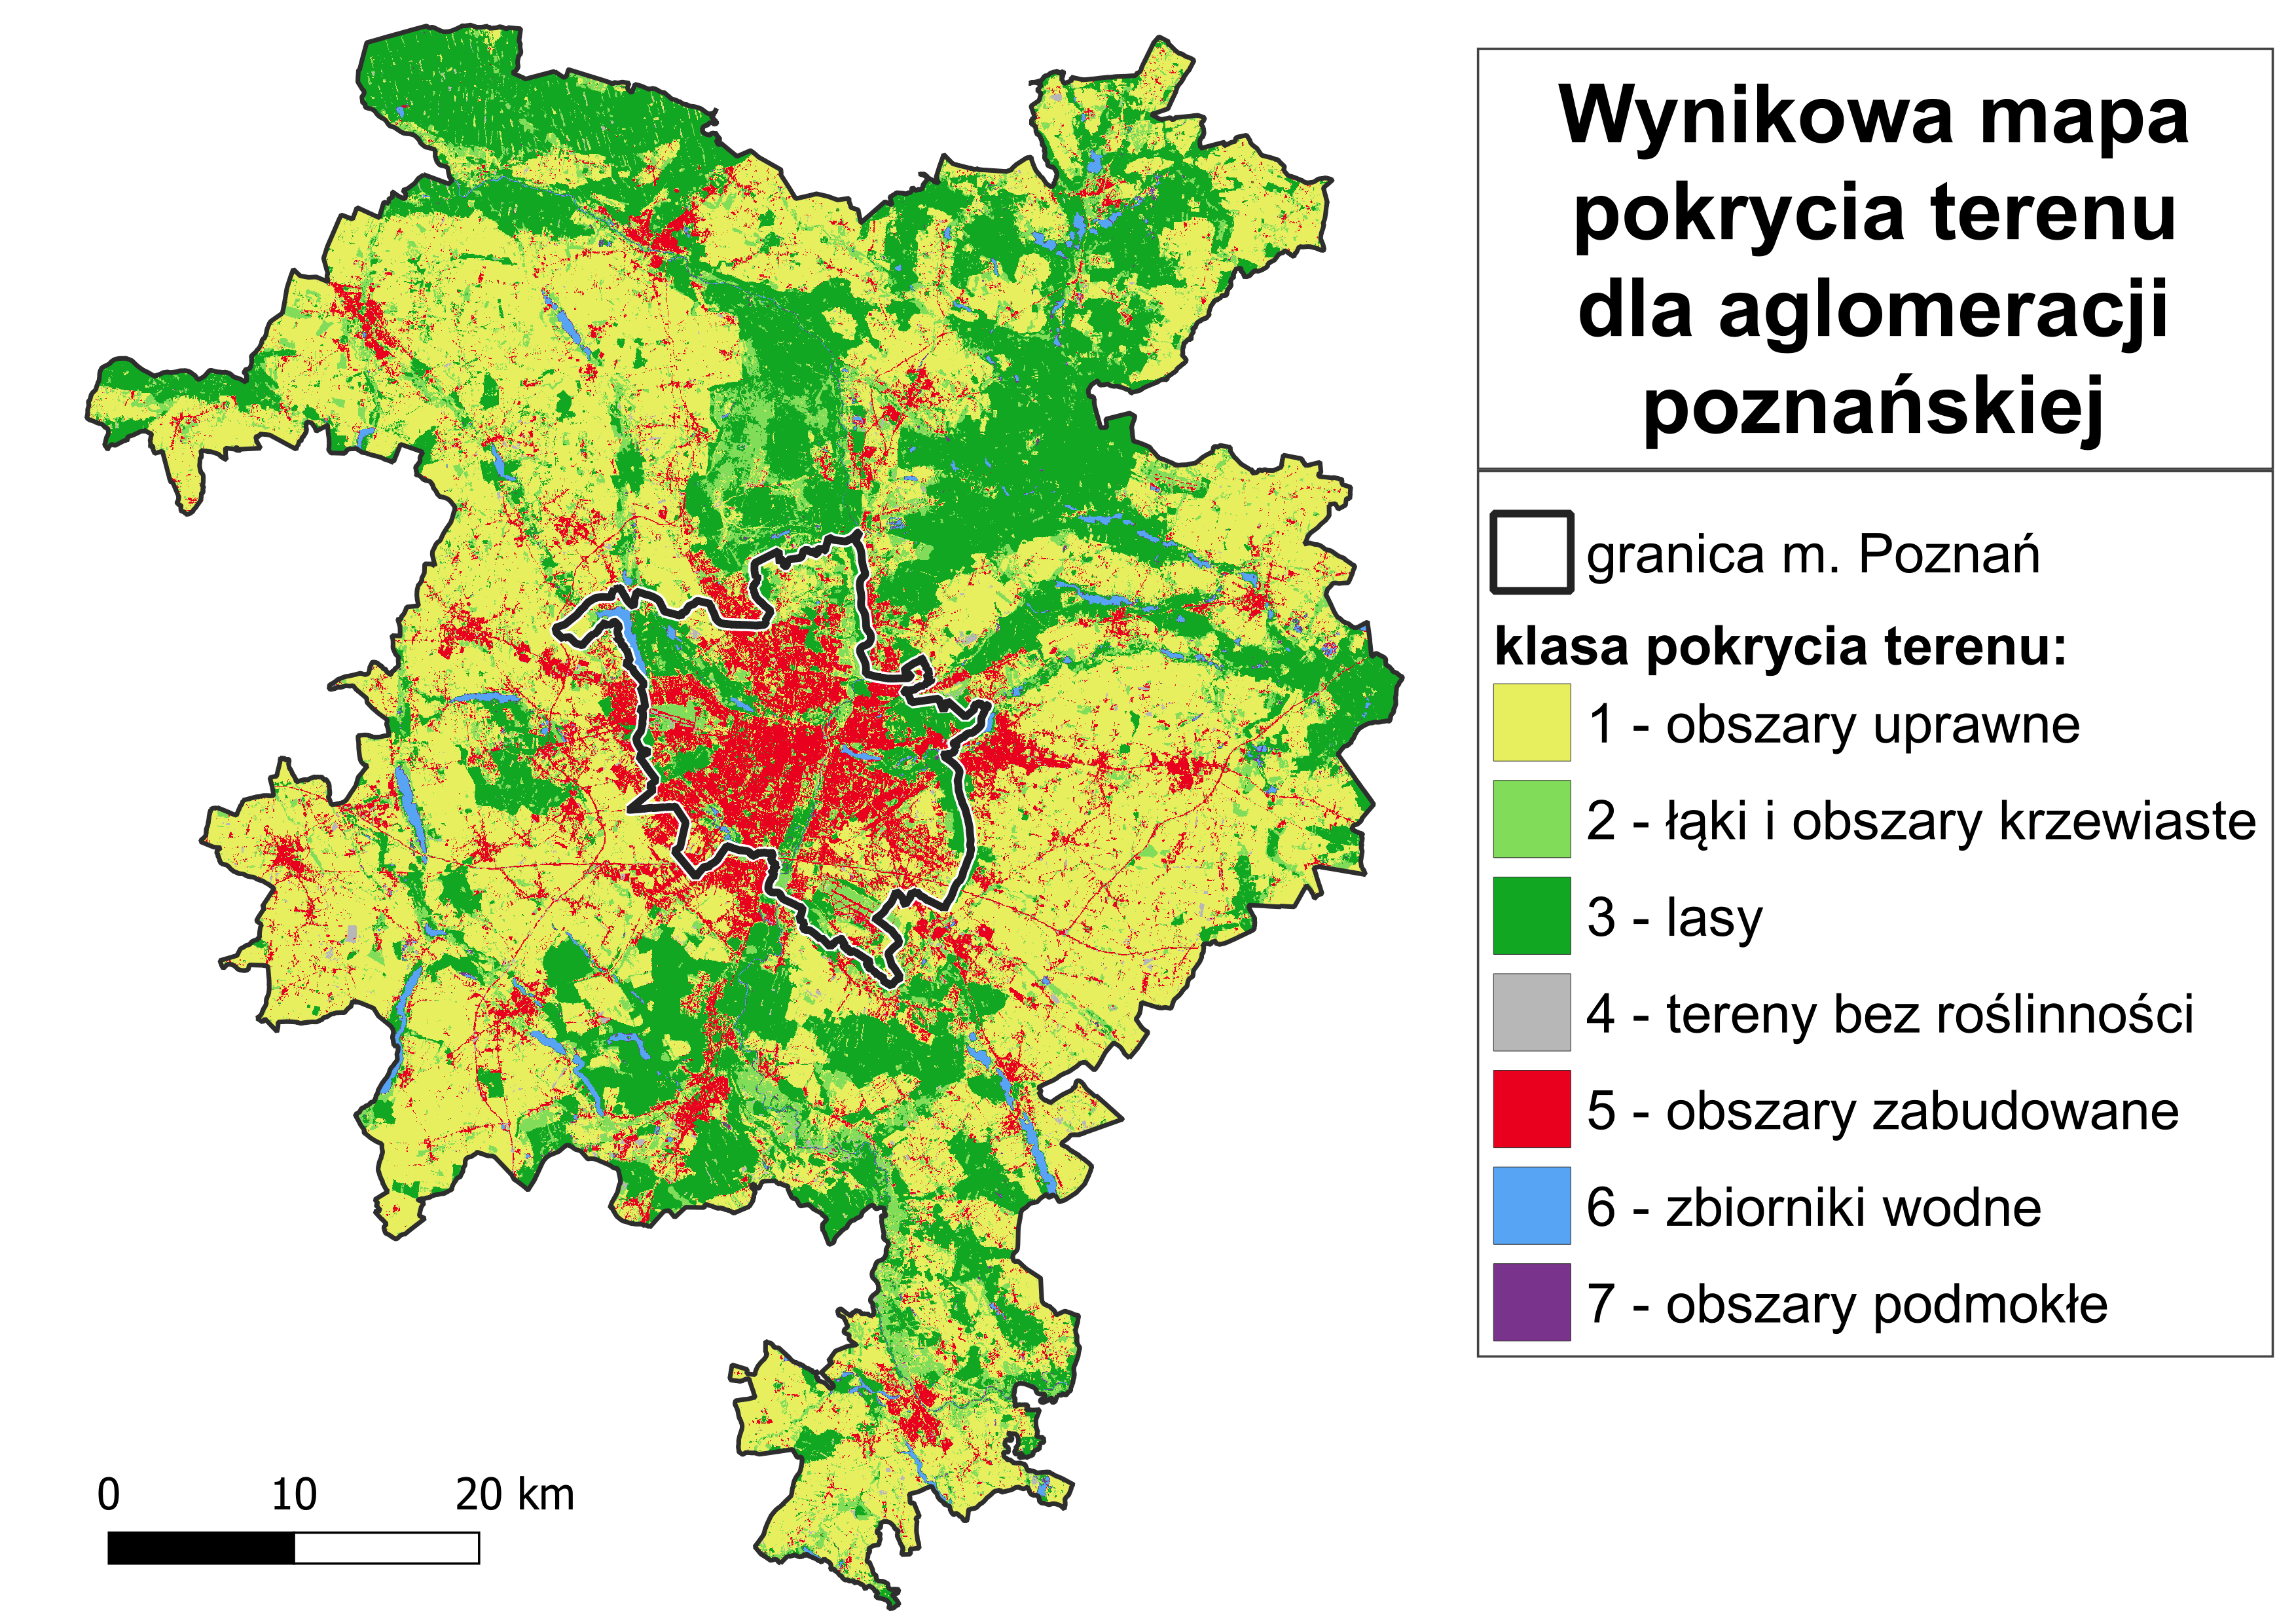 Wynikowa mapa
pokrycia terenu
dla aglomeracji
poznańskiej
granica m. Poznań
klasa pokrycia terenu:
1 - obszary uprawne
2 - łąki i obszary krzewiaste
3 - lasy
4 - tereny bez roślinności
5 - obszary zabudowane
6 - zbiorniki wodne
7 - obszary podmokłe
0 10 20 km